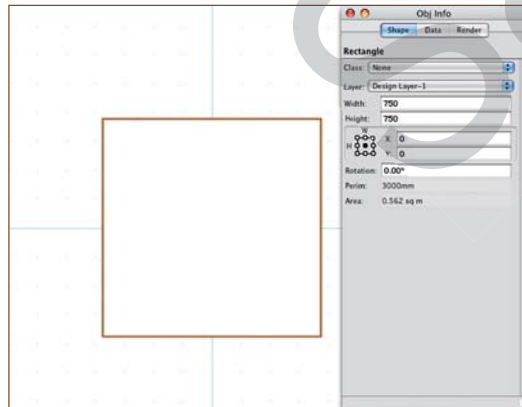 Obj Info
Shape Data Render
Rectangle
Class: None
Layer: Design Layer-1
Width: 750
Height: 750
W
H
X: 0
Y: 0
Rotation: 0.00°
Perim: 3000mm
Area: 0.562 sq m